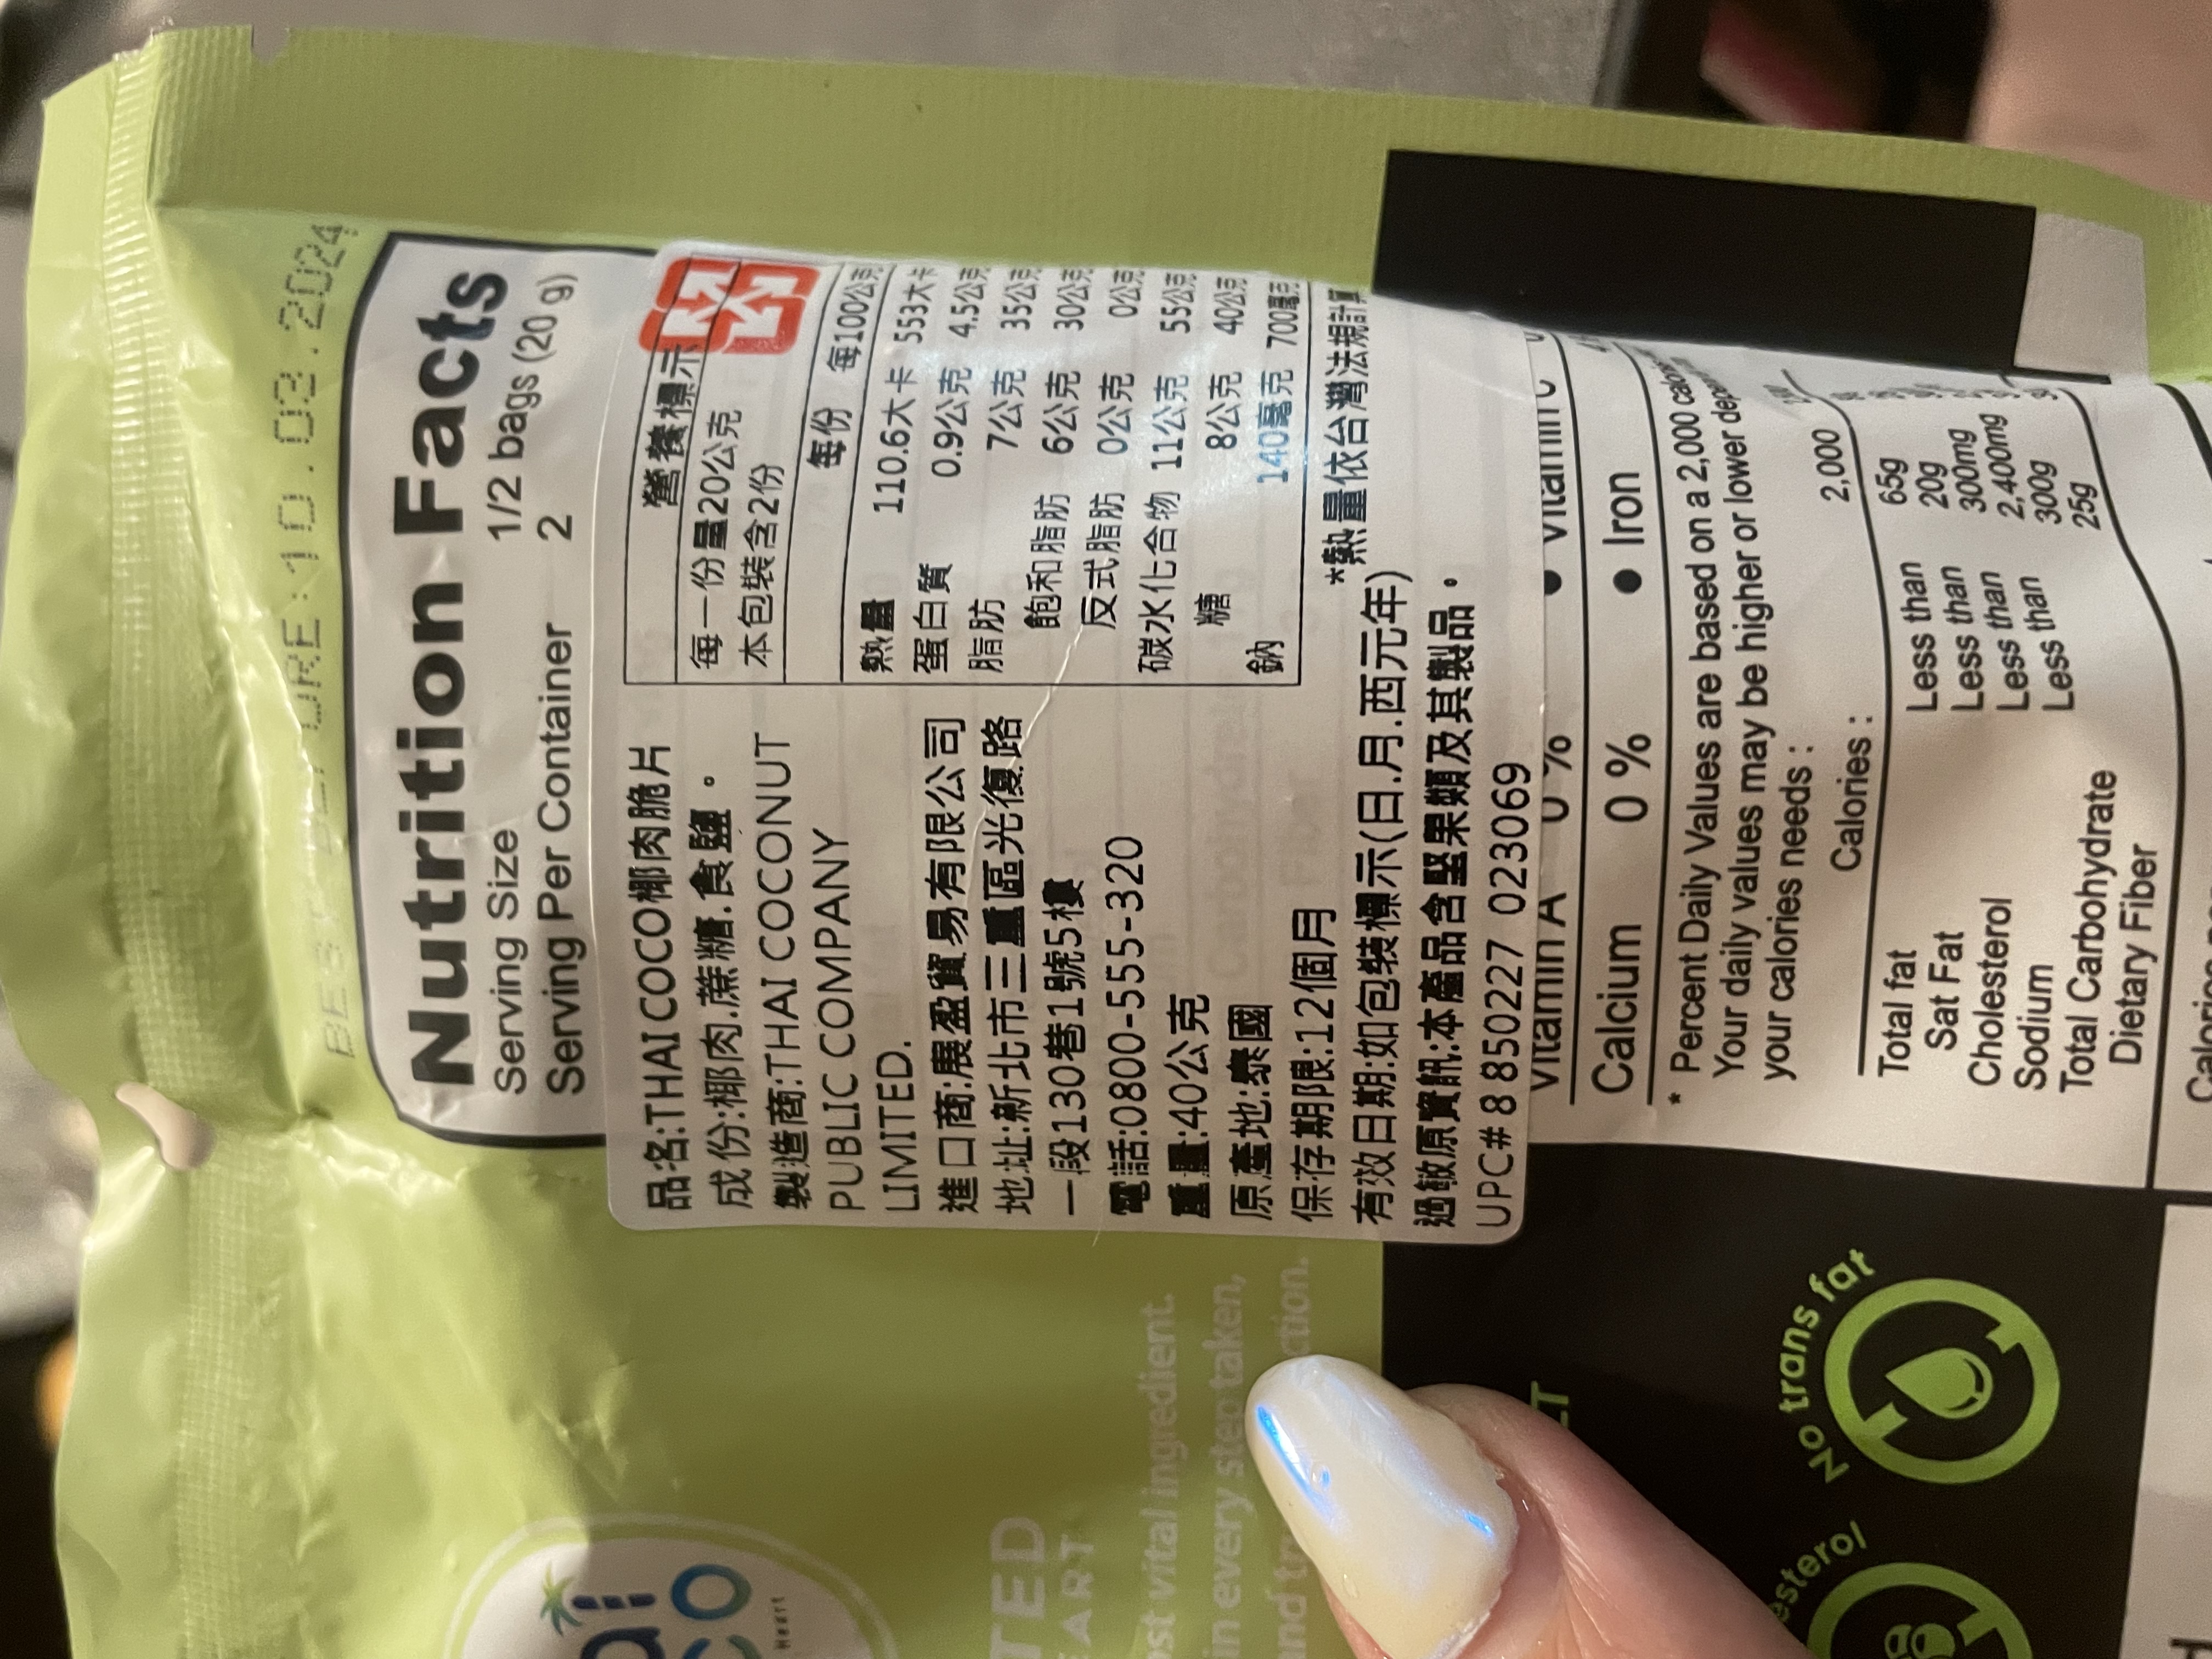 BEST BEFORE:10.02.2024
Nutrition Facts
Serving Size 1/2 bags (20 g)
Serving Per Container 2
品名:THAI COCO椰肉脆片
成份:椰肉.蔗糖.食鹽。
製造商:THAI COCONUT
PUBLIC COMPANY
LIMITED.
進口商:展盈貿易有限公司
地址:新北市三重區光復路
一段130巷1號5樓
電話:0800-555-320
重量:40公克
原產地:泰國
保存期限:12個月
有效日期:如包裝標示(日.月.西元年)
過敏原資訊:本產品含堅果類及其製品。
UPC# 8 850227 023069
營養標示
每一份量20公克
本包裝含2份
每份 每100公克
熱量 110.6大卡 553大卡
蛋白質 0.9公克 4.5公克
脂肪 7公克 35公克
飽和脂肪 6公克 30公克
反式脂肪 0公克 0公克
碳水化合物 11公克 55公克
糖 8公克 40公克
鈉 140毫克 700毫克
*熱量依台灣法規計算
Vitamin A 0 % • Vitamin C
Calcium 0 % • Iron
* Percent Daily Values are based on a 2,000
Your daily values may be higher or lower
your calories needs :
Calories : 2,000
Total fat Less than 65g
Sat Fat Less than 20g
Cholesterol Less than 300mg
Sodium Less than 2,400mg
Total Carbohydrate 300g
Dietary Fiber 25g
vital ingredient.
in every step taken,
and
No trans fat